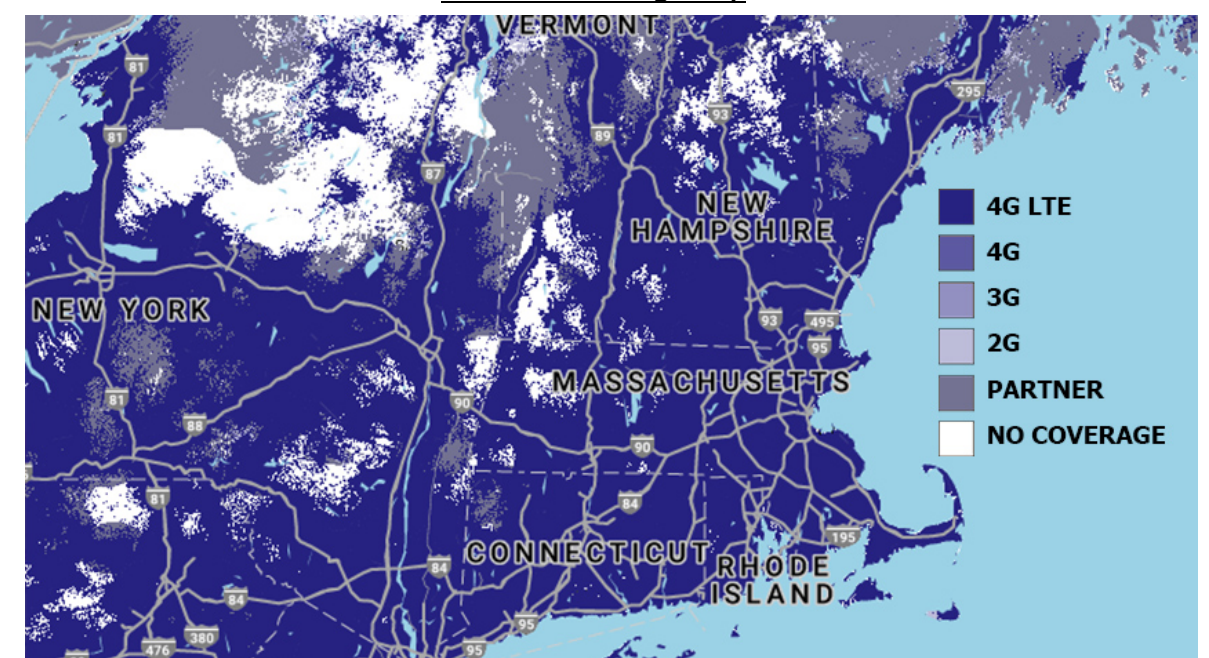 VERMONT
81
295
93
81
89
87
4G LTE
NEW
HAMPSHIRE
4G
3G
NEW YORK
93
495
2G
95
MASSACHUSETTS
PARTNER
81
90
88
NO COVERAGE
90
81
84
195
CONNECTICUT
RHODE
ISLAND
84
84
95
380
476
95